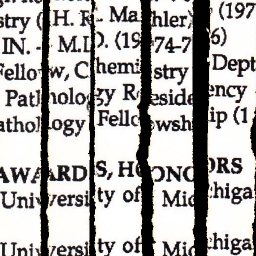 stry (H. R. Mahler) (197
IN. - M.D. (1974-76)
Fellow, Chemistry Dept
Pathology Residency
athology Fellowship (1
AWARDS, HONORS
University of Michiga
University of Michiga